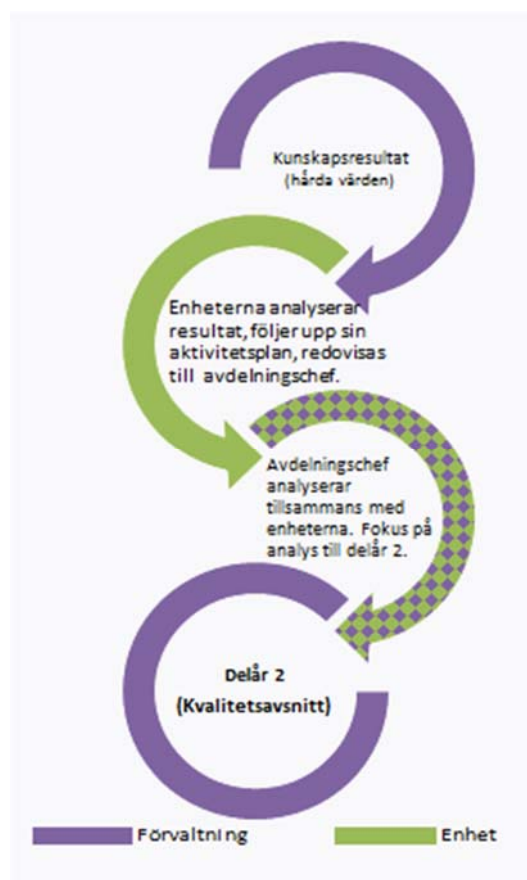 Kunskapsresultat
(hårda värden)
Enheterna analyserar
resultat, följer upp sin
aktivitetsplan, redovisas
till avdelningschef.
Avdelningschef
analyserar
tillsammans med
enheterna. Fokus på
analys till delår 2.
Delår 2
(Kvalitetsavsnitt)
Förvaltning
Enhet